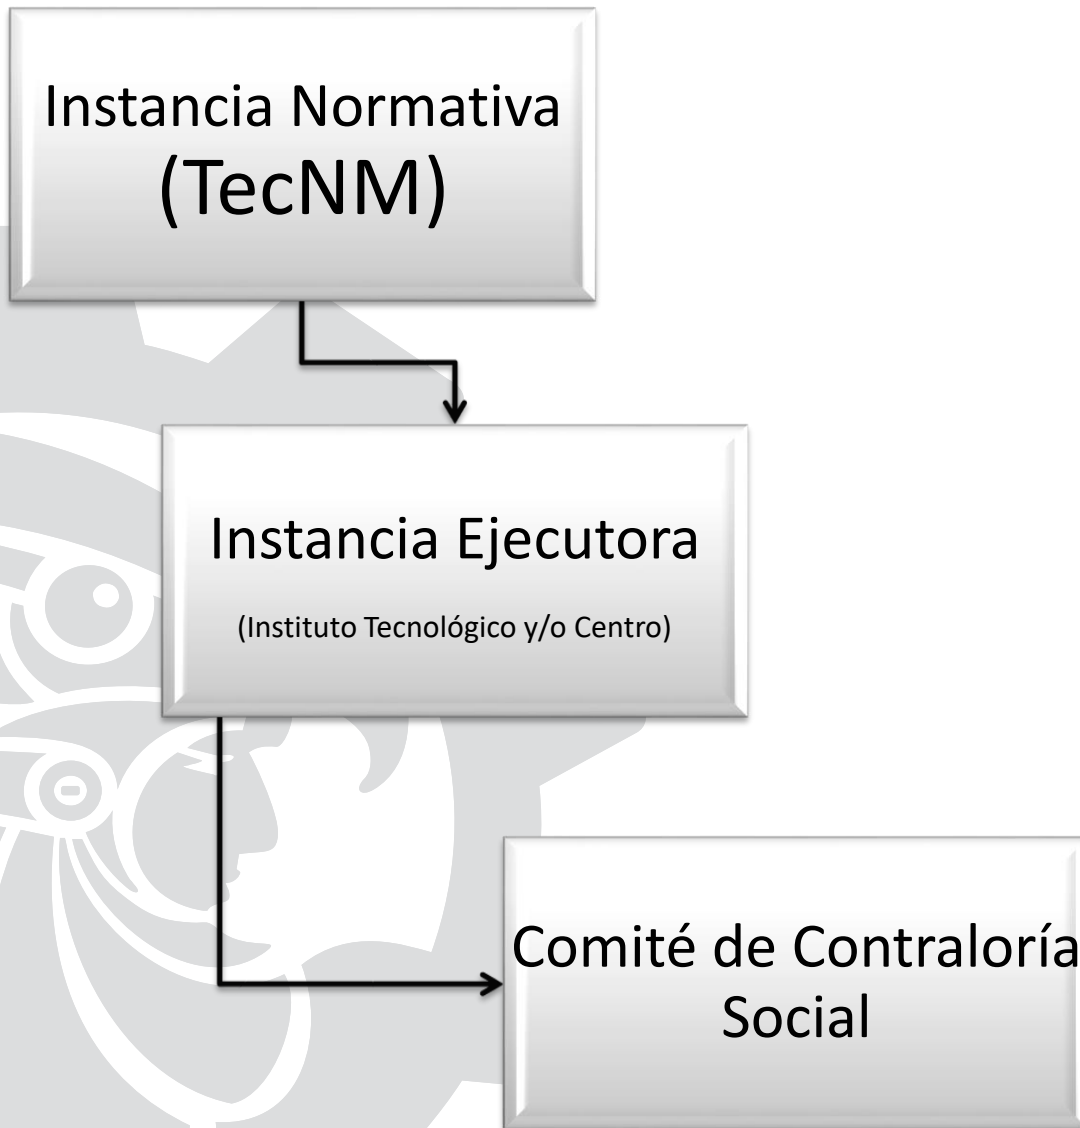 Instancia Normativa
(TecNM)
Instancia Ejecutora
(Instituto Tecnológico y/o Centro)
Comité de Contraloría
Social